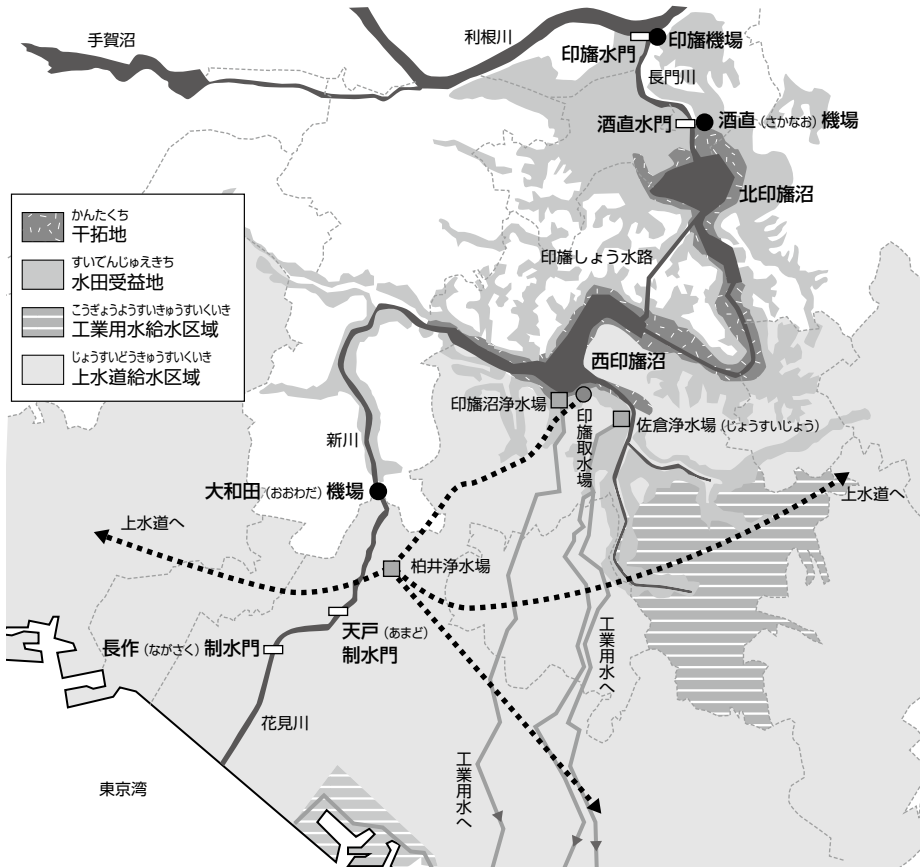 手賀沼
利根川
印旛水門
印旛機場
長門川
酒直水門
酒直（さかなお）機場
北印旛沼
かんたくち
干拓地
すいでんじゅえきち
水田受益地
こうぎょうようすいきゅうすいくいき
工業用水給水区域
じょうすいどうきゅうすいくいき
上水道給水区域
印旛しょう水路
西印旛沼
印旛沼浄水場
印旛取水場
佐倉浄水場（じょうすいじょう）
新川
大和田（おおわだ）機場
上水道へ
上水道へ
柏井浄水場
天戸（あまど）
制水門
長作（ながさく）制水門
工業用水へ
花見川
工業用水へ
東京湾